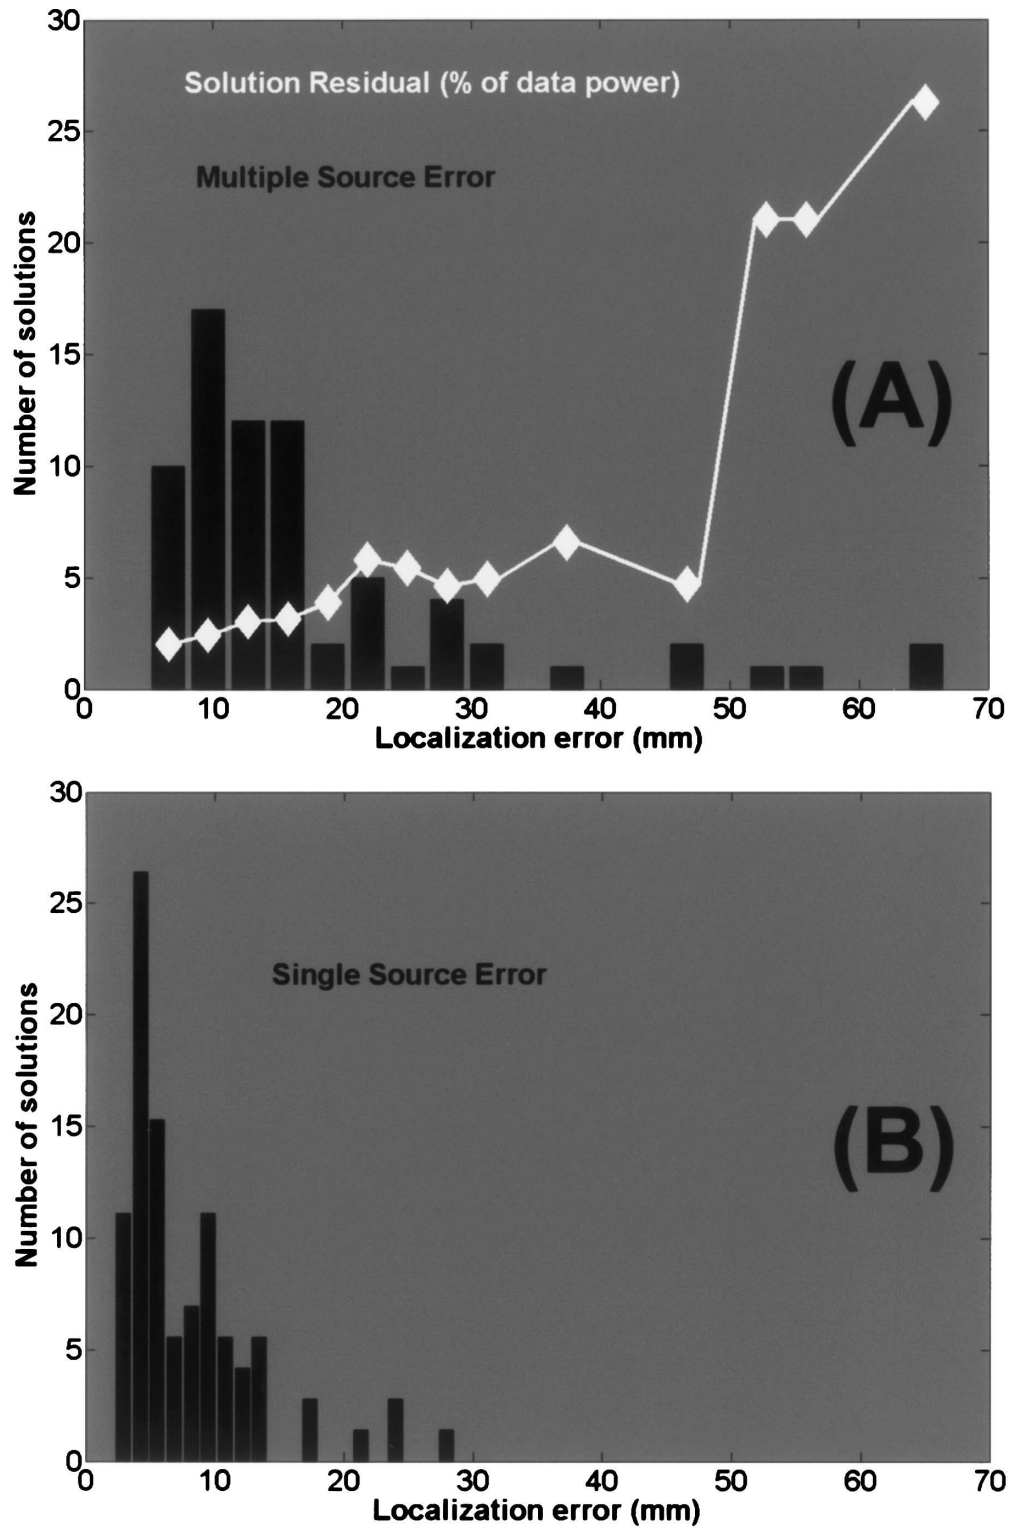 30
Solution Residual (% of data power)
25
Multiple Source Error
20
15
(A)
10
5
0
0 10 20 30 40 50 60 70
Number of solutions
Localization error (mm)
30
25
Single Source Error
20
15
(B)
10
5
0
0 10 20 30 40 50 60 70
Number of solutions
Localization error (mm)